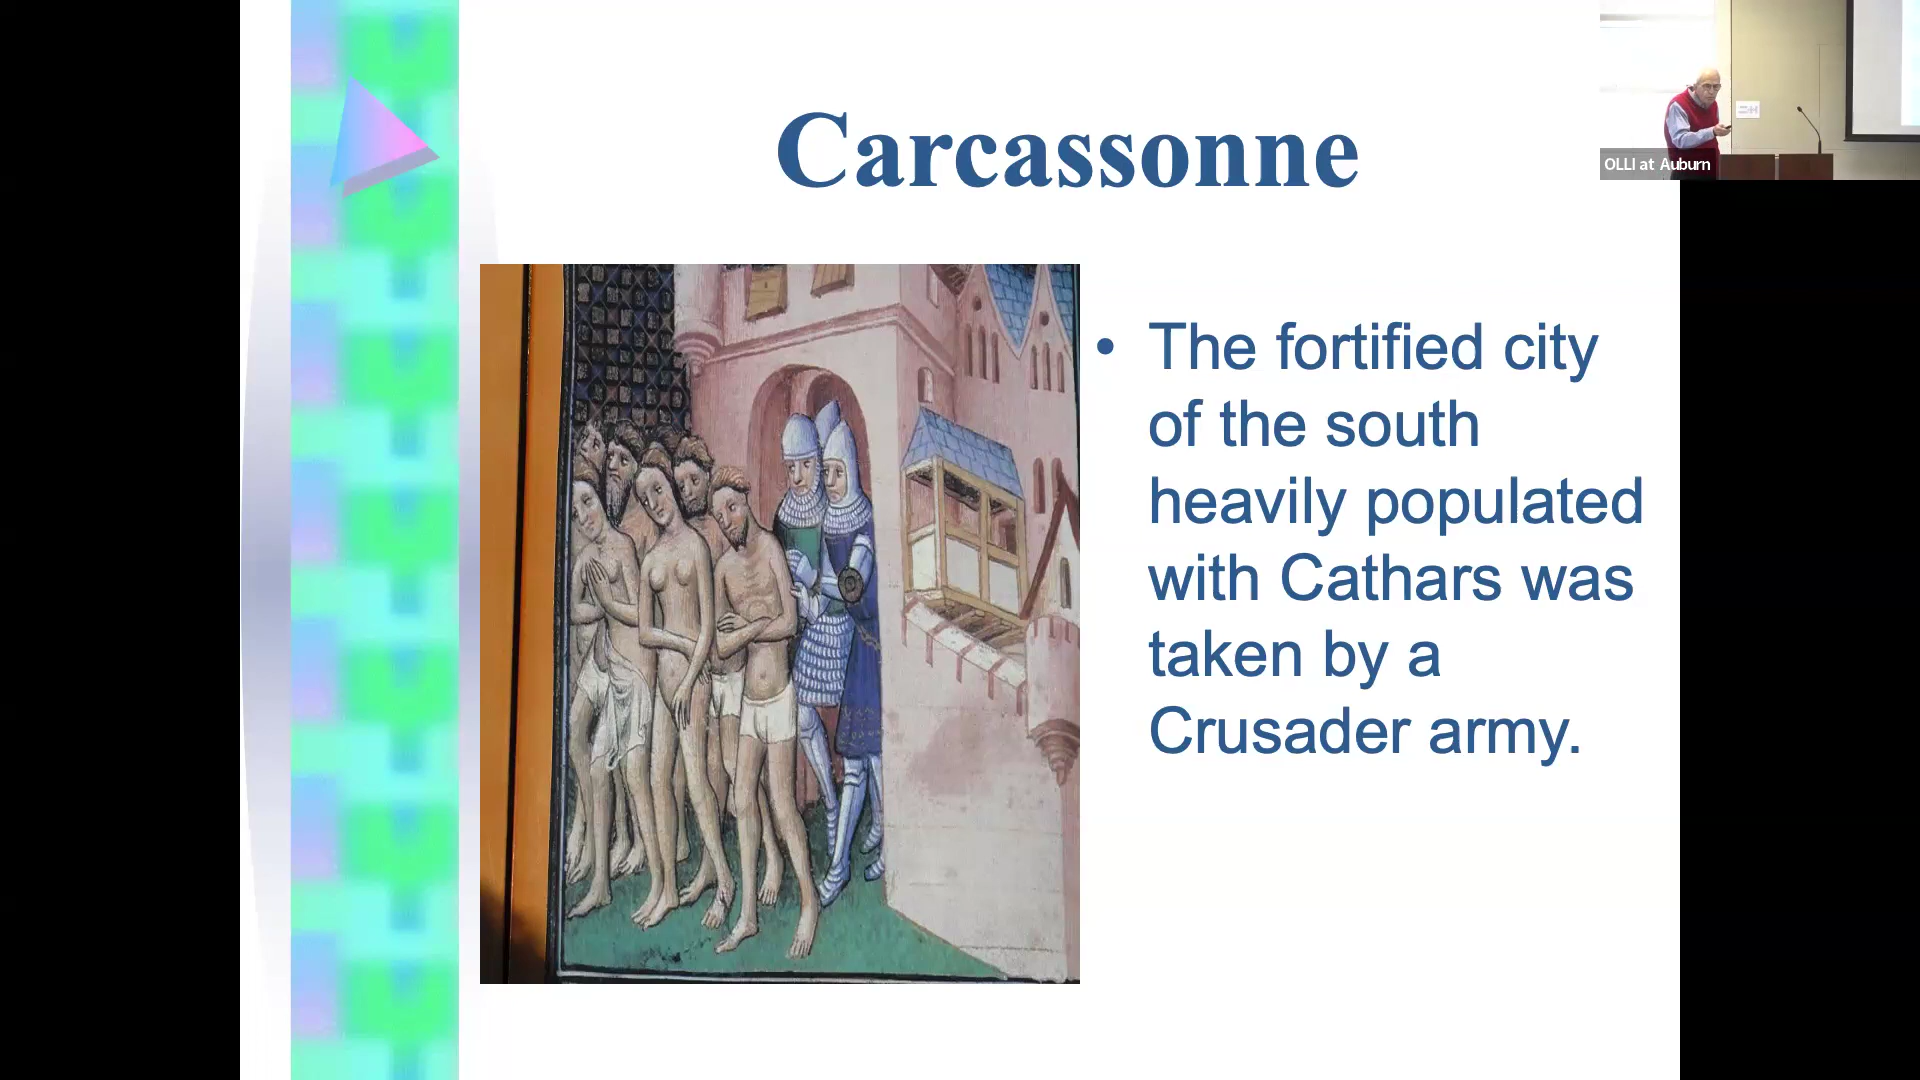 Carcassonne
OLLI at Auburn
• The fortified city
of the south
heavily populated
with Cathars was
taken by a
Crusader army.